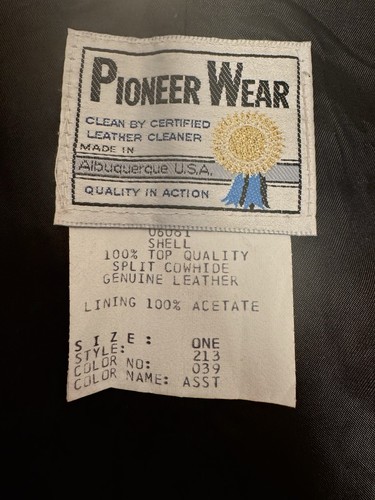 PIONEER WEAR
CLEAN BY CERTIFIED
LEATHER CLEANER
MADE IN
Albuquerque U.S.A.
QUALITY IN ACTION
SHELL
100% TOP QUALITY
SPLIT COWHIDE
GENUINE LEATHER
LINING 100% ACETATE
SIZE: ONE
STYLE: 213
COLOR NO: 039
COLOR NAME: ASST